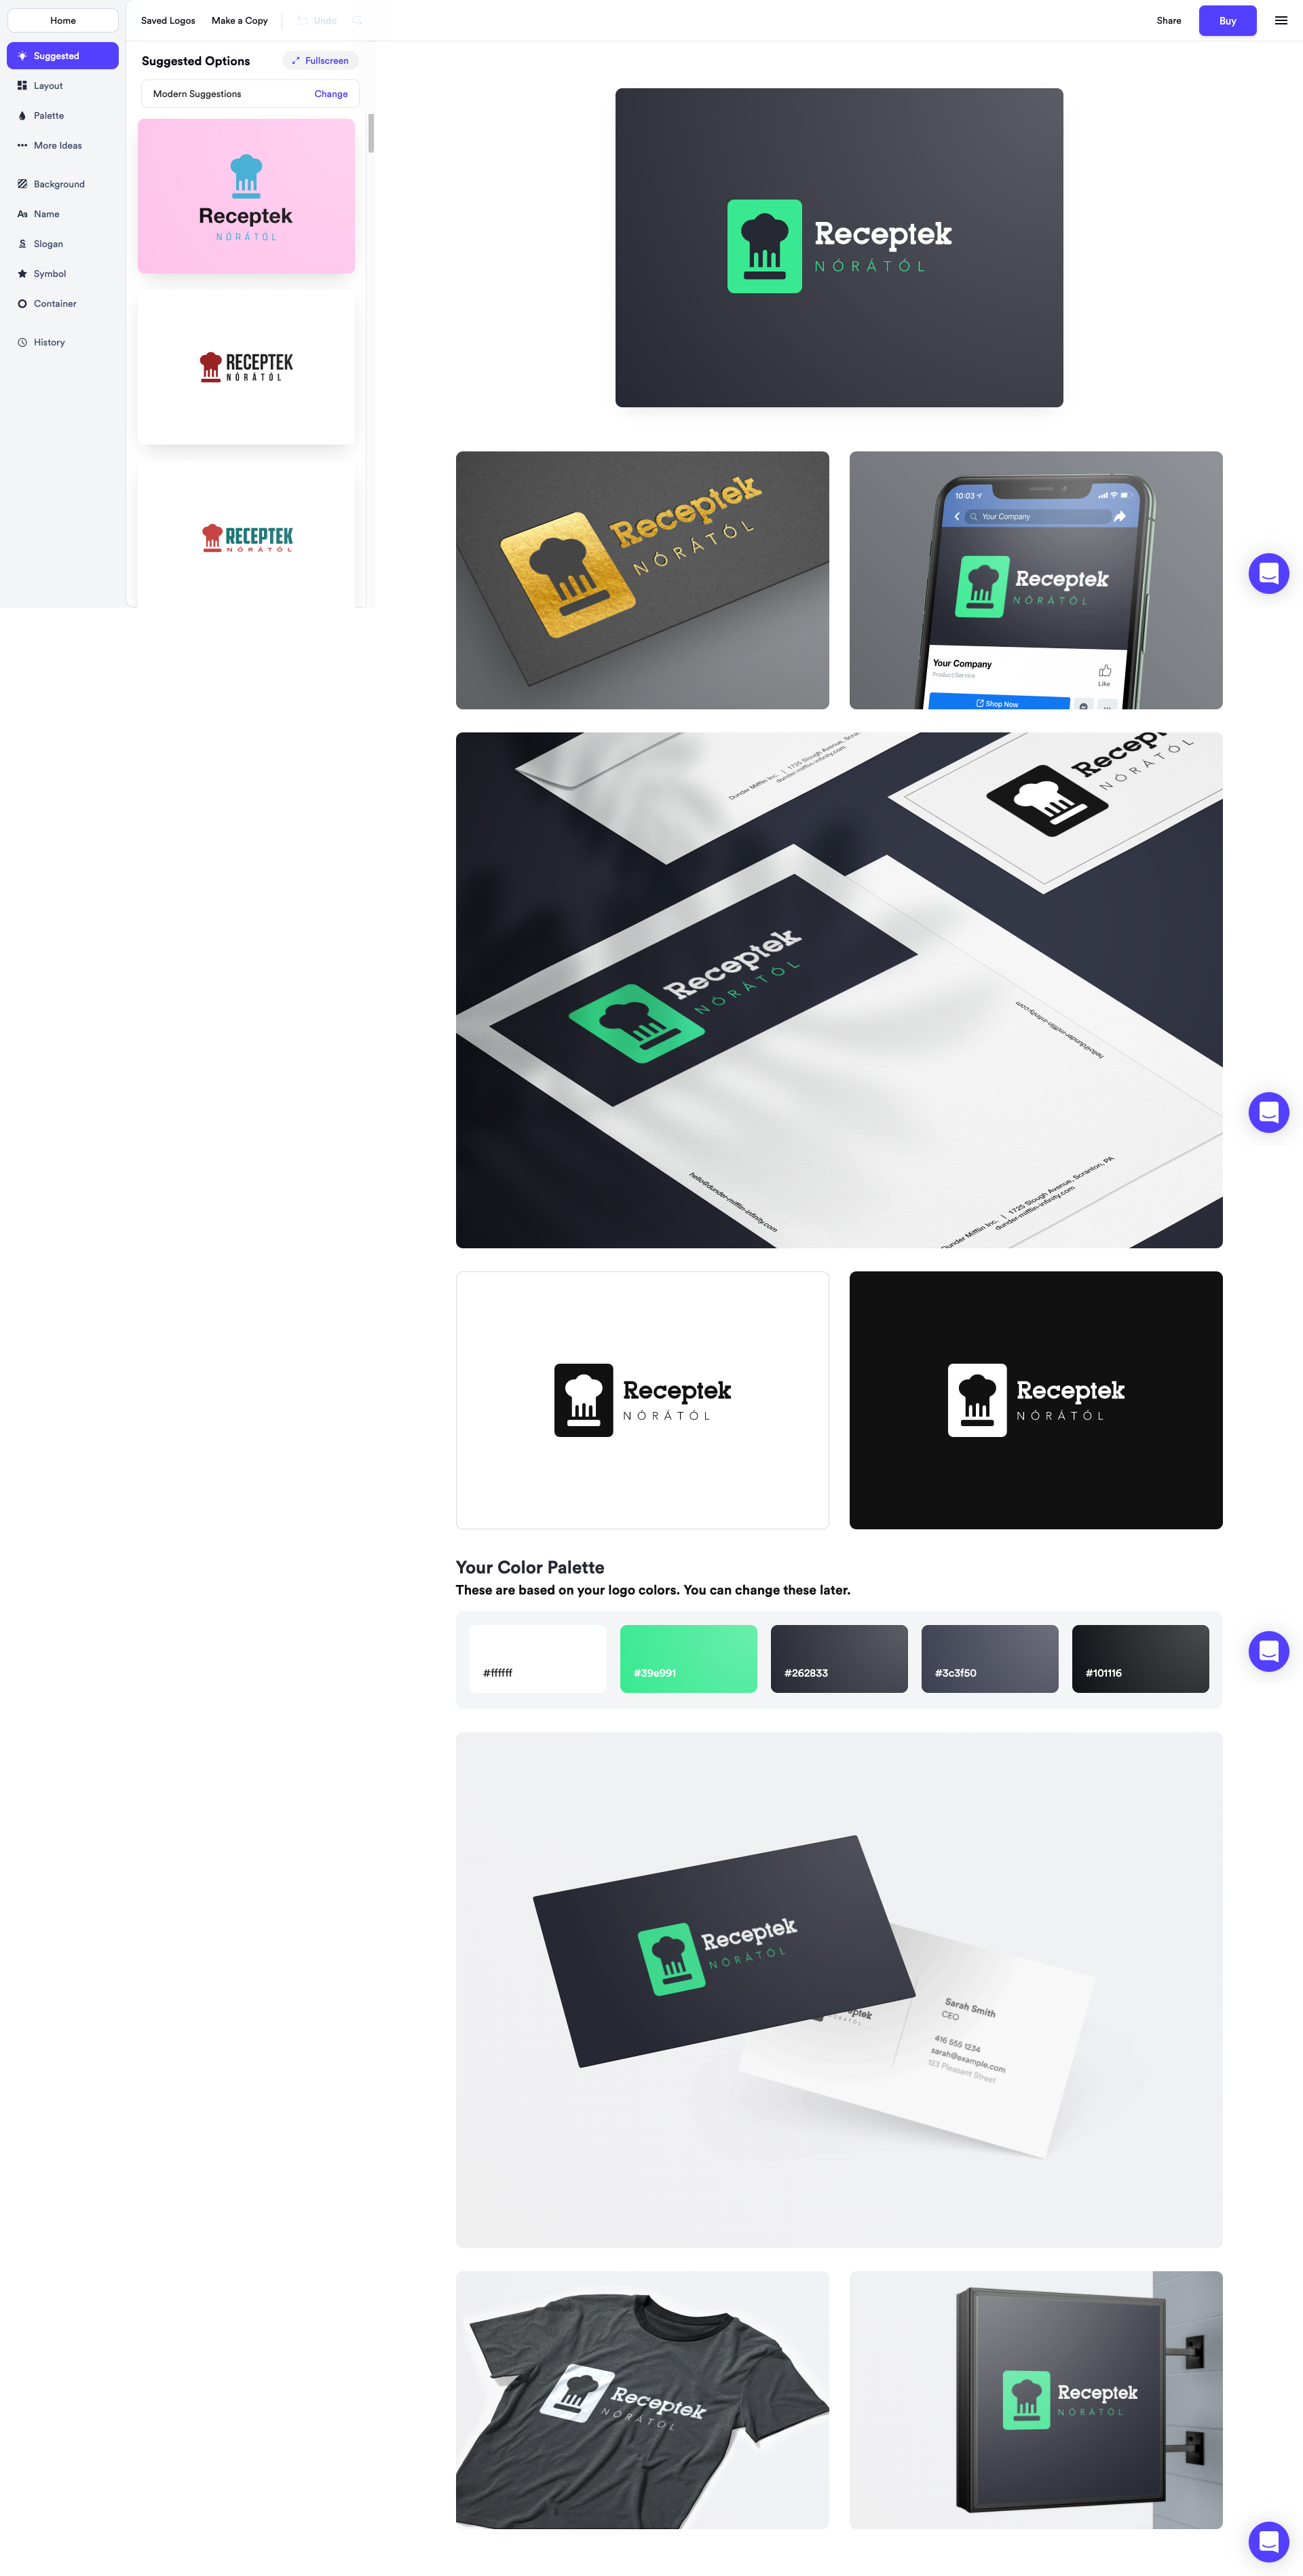 Home
Saved Logos
Make a Copy
Undo
Share
Buy
Suggested
Layout
Palette
More Ideas
Background
Name
Slogan
Symbol
Container
History
Suggested Options
Fullscreen
Modern Suggestions
Change
Receptek
NÓRÁTÓL
RECEPTEK
NÓRÁTÓL
RECEPTEK
NÓRÁTÓL
Receptek
NÓRÁTÓL
Receptek
NÓRÁTÓL
10:03
Your Company
Receptek
NÓRÁTÓL
Your Company
Product/Service
Like
Shop Now
Dunder Mifflin Inc. | 1725 Slough Avenue, Scran
dunder-mifflin-infinity.com
Recept
NÓRÁTÓL
Receptek
NÓRÁTÓL
hello@dunder-mifflin-infinity.com
hello@dunder-mifflin-infinity.com
Dunder Mifflin Inc. | 1725 Slough Avenue, Scranton, PA
dunder-mifflin-infinity.com
Receptek
NÓRÁTÓL
Receptek
NÓRÁTÓL
Your Color Palette
These are based on your logo colors. You can change these later.
#ffffff
#39e991
#262833
#3c3f50
#101116
Receptek
NÓRÁTÓL
Sarah Smith
CEO
416 555 1234
sarah@example.com
123 Pleasant Street
Receptek
NÓRÁTÓL
Receptek
NÓRÁTÓL